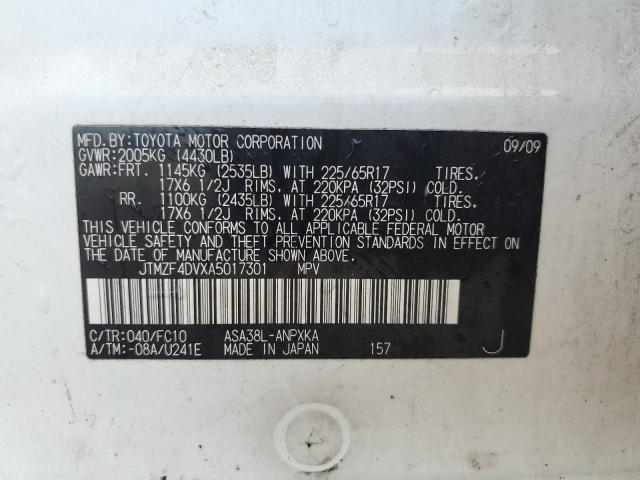 MFD. BY: TOYOTA MOTOR CORPORATION 09/09
GVWR: 2005KG (4430LB)
GAWR: FRT. 1145KG (2535LB) WITH 225/65R17 TIRES.
17X6 1/2J RIMS. AT 220KPA (32PSI) COLD.
RR. 1100KG (2435LB) WITH 225/65R17 TIRES.
17X6 1/2J RIMS. AT 220KPA (32PSI) COLD.
THIS VEHICLE CONFORMS TO ALL APPLICABLE FEDERAL MOTOR
VEHICLE SAFETY AND THEFT PREVENTION STANDARDS IN EFFECT ON
THE DATE OF MANUFACTURE SHOWN ABOVE.
JTMZF4DVXA5017301 MPV
C/TR: 040/FC10 ASA38L-ANPXKA
A/TM: -08A/U241E MADE IN JAPAN 157 J